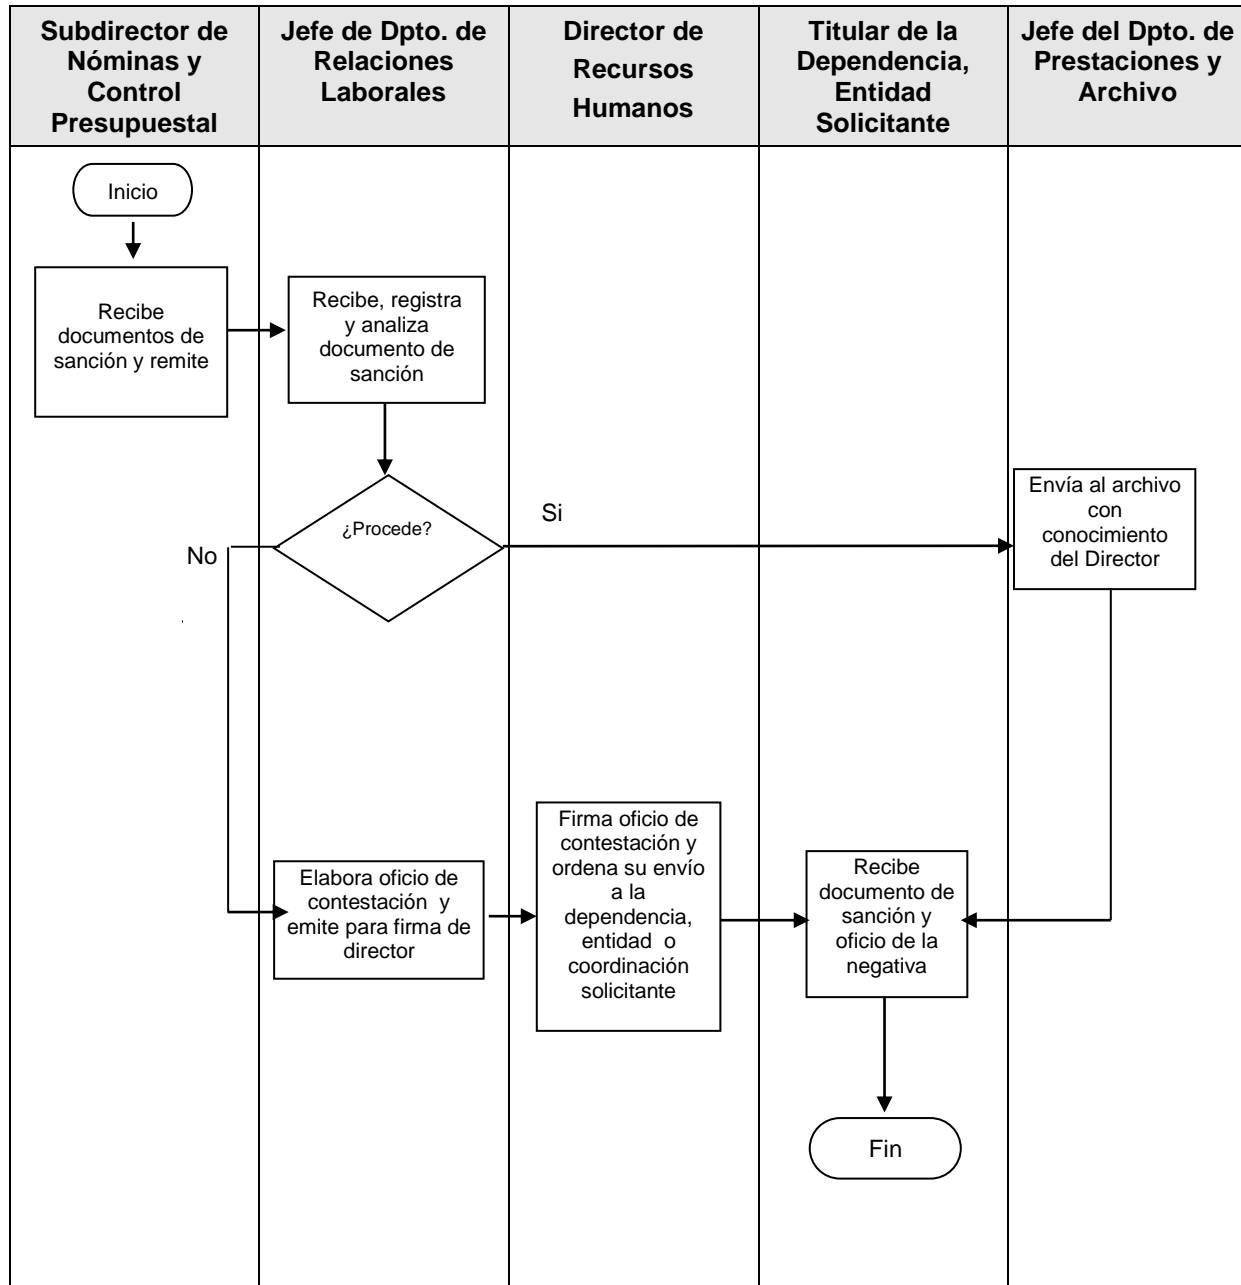 Subdirector de
Nóminas y
Control
Presupuestal
Jefe de Dpto. de
Relaciones
Laborales
Director de
Recursos
Humanos
Titular de la
Dependencia,
Entidad
Solicitante
Jefe del Dpto. de
Prestaciones y
Archivo
Inicio
Recibe
documentos de
sanción y remite
Recibe, registra
y analiza
documento de
sanción
¿Procede?
Si
No
Envía al archivo
con
conocimiento
del Director
Elabora oficio de
contestación y
emite para firma de
director
Firma oficio de
contestación y
ordena su envío
a la
dependencia,
entidad o
coordinación
solicitante
Recibe
documento de
sanción y
oficio de la
negativa
Fin